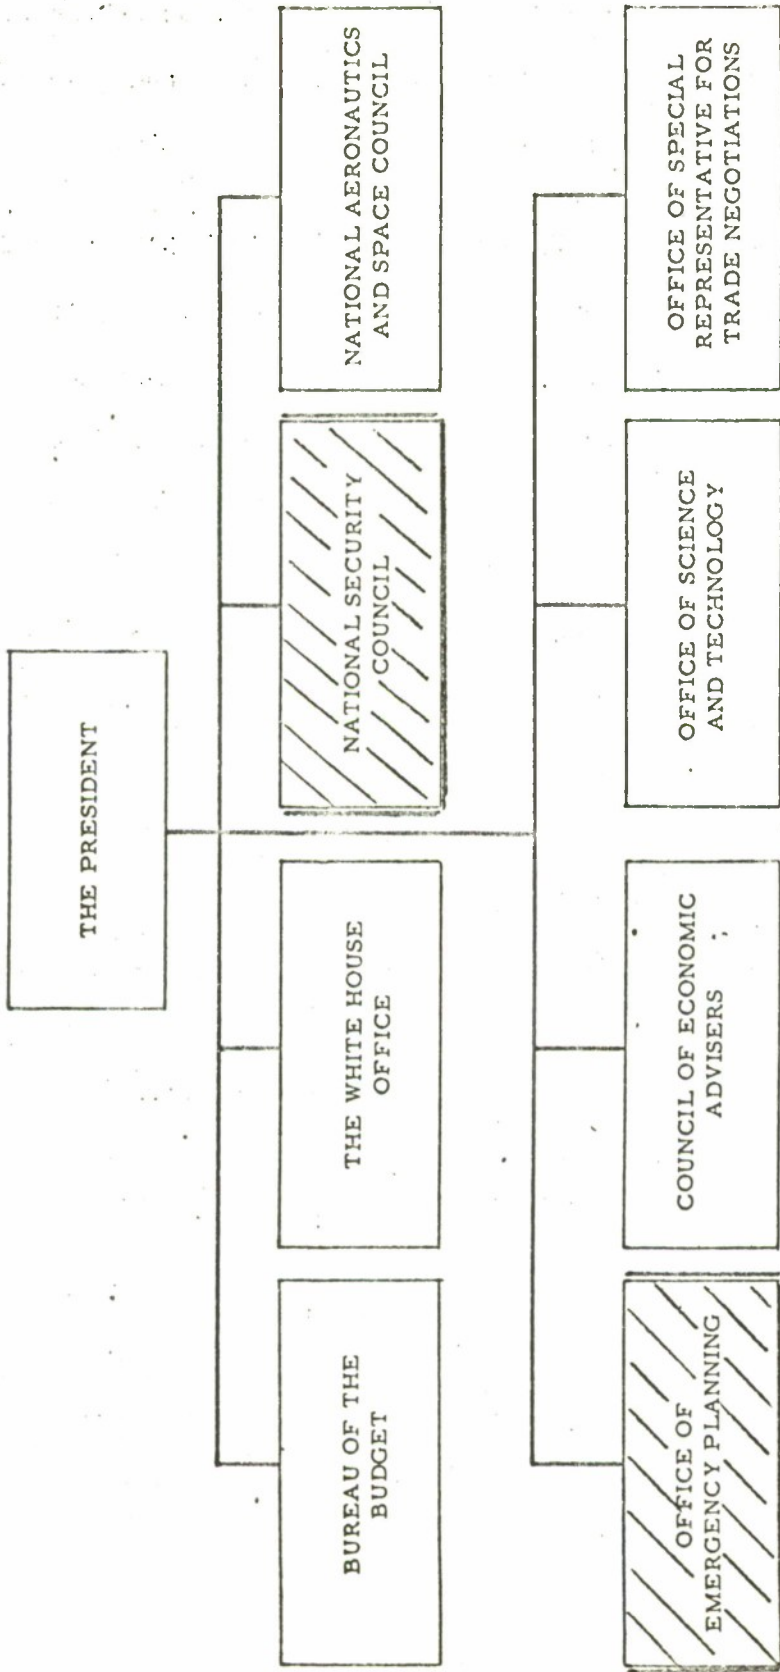 THE PRESIDENT
BUREAU OF THE
BUDGET
THE WHITE HOUSE
OFFICE
NATIONAL SECURITY
COUNCIL
NATIONAL AERONAUTICS
AND SPACE COUNCIL
OFFICE OF
EMERGENCY PLANNING
COUNCIL OF ECONOMIC
ADVISERS
OFFICE OF SCIENCE
AND TECHNOLOGY
OFFICE OF SPECIAL
REPRESENTATIVE FOR
TRADE NEGOTIATIONS